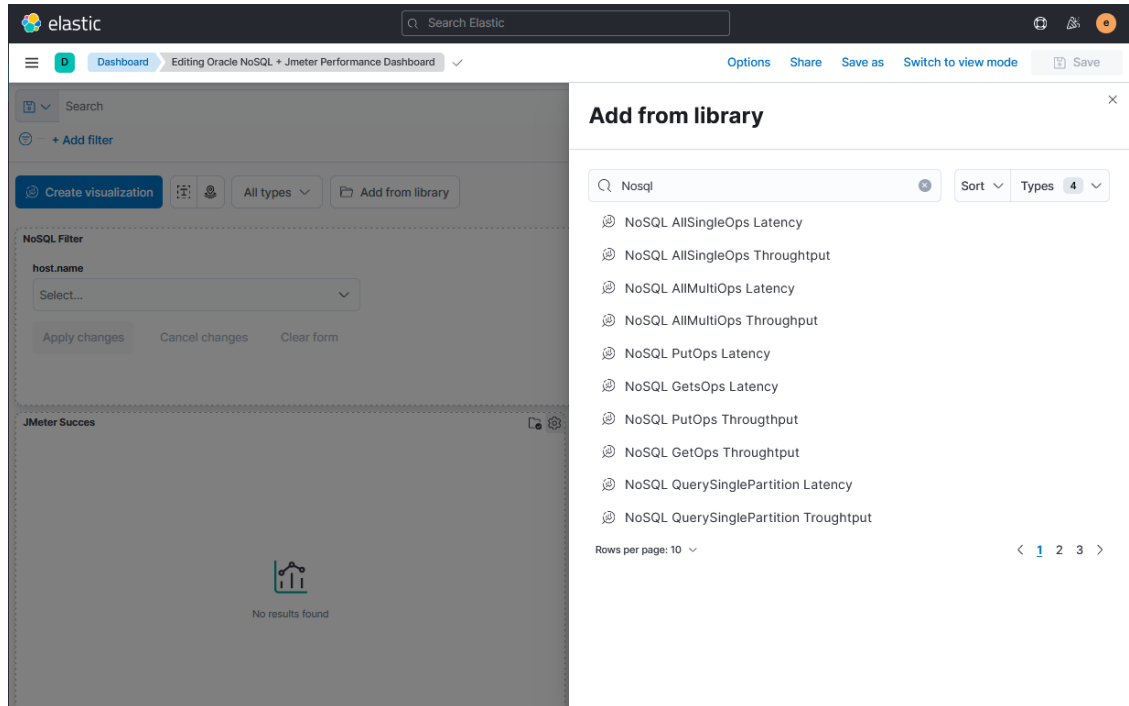 elastic
Search Elastic
e
D
Dashboard
Editing Oracle NoSQL + Jmeter Performance Dashboard
Options
Share
Save as
Switch to view mode
Save
Search
+ Add filter
Create visualization
All types
Add from library
NoSQL Filter
host.name
Select...
Apply changes
Cancel changes
Clear form
JMeter Succes
No results found
Add from library
Nosql
Sort
Types 4
NoSQL AllSingleOps Latency
NoSQL AllSingleOps Throughtput
NoSQL AllMultiOps Latency
NoSQL AllMultiOps Throughput
NoSQL PutOps Latency
NoSQL GetsOps Latency
NoSQL PutOps Througthput
NoSQL GetOps Throughtput
NoSQL QuerySinglePartition Latency
NoSQL QuerySinglePartition Troughtput
Rows per page: 10
1 2 3